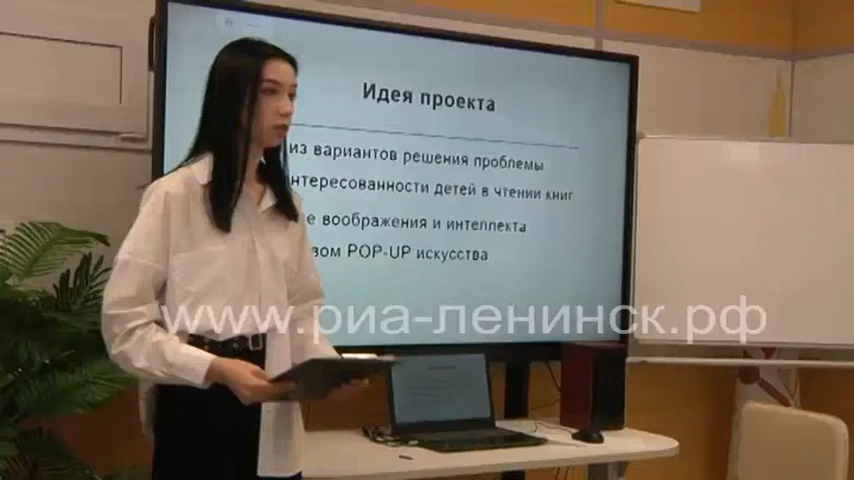 Идея проекта
из вариантов решения проблемы
интересованности детей в чтении книг
воображения и интеллекта
POP-UP искусства
www.риа-ленинск.рф